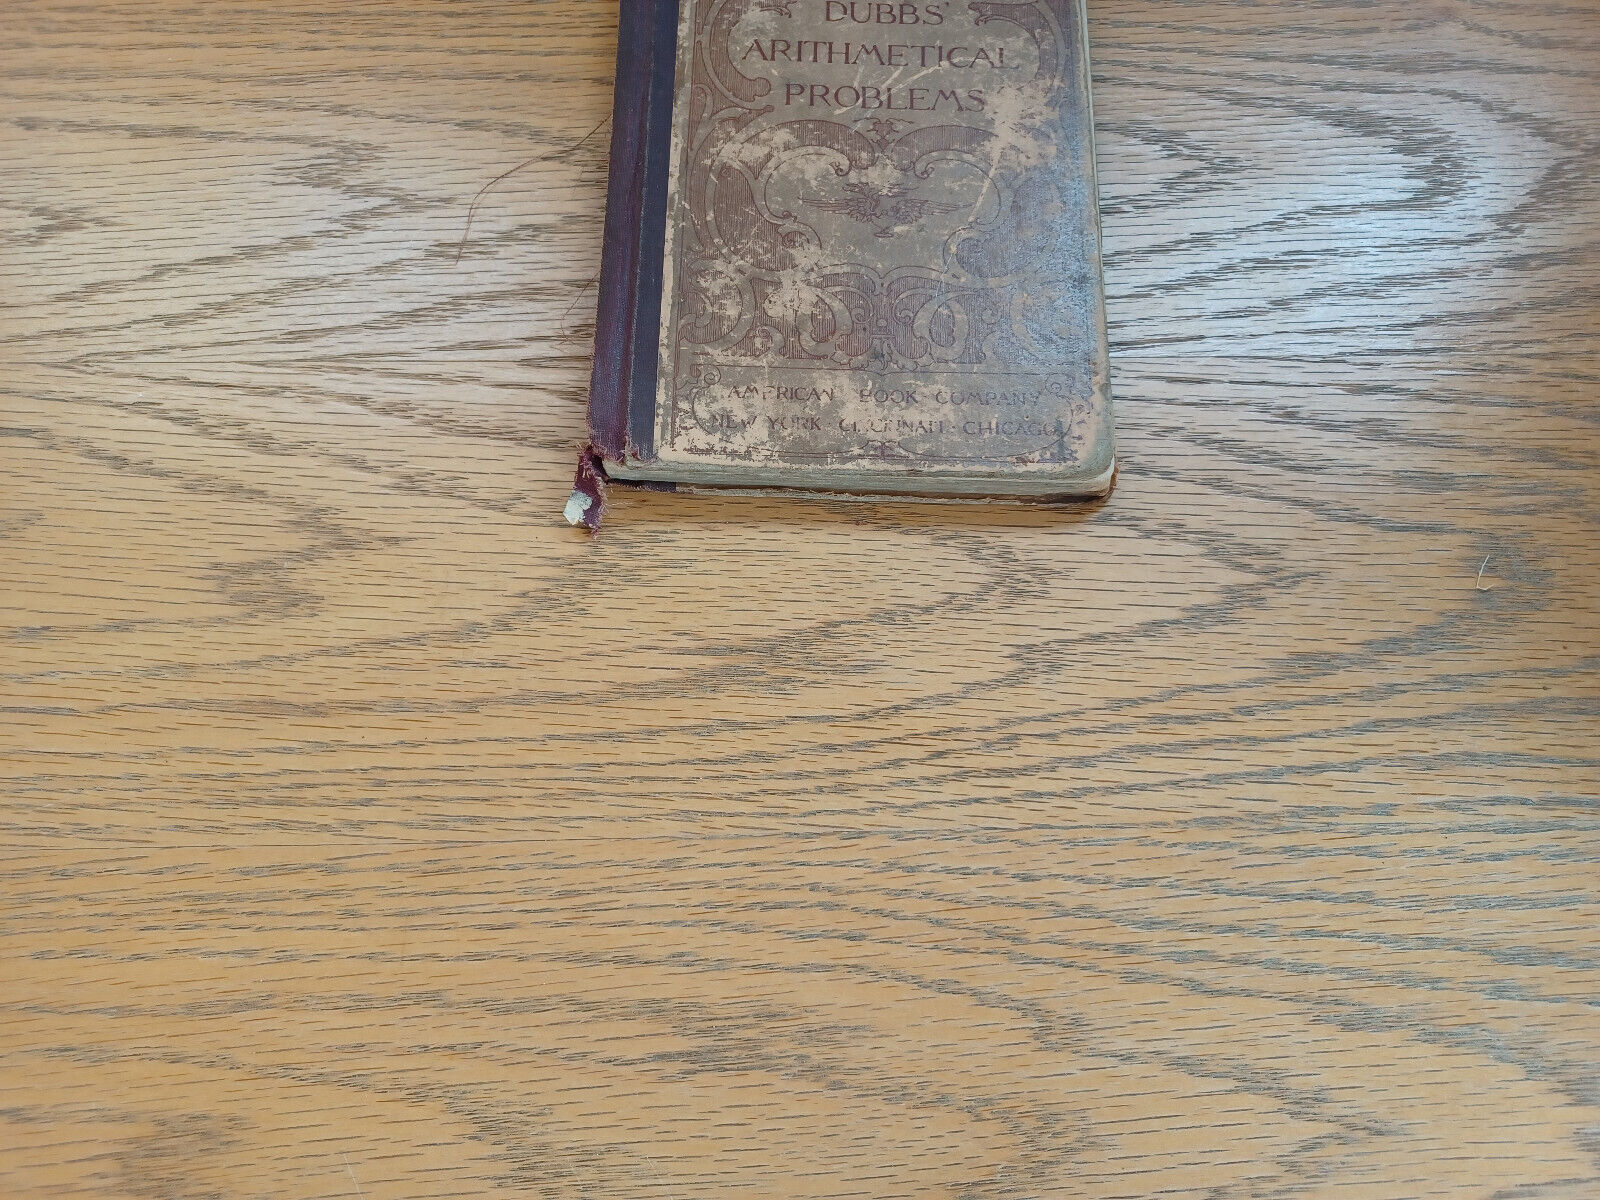 DUBBS'
ARITHMETICAL
PROBLEMS
AMERICAN BOOK COMPANY
NEW YORK · CINCINNATI · CHICAGO